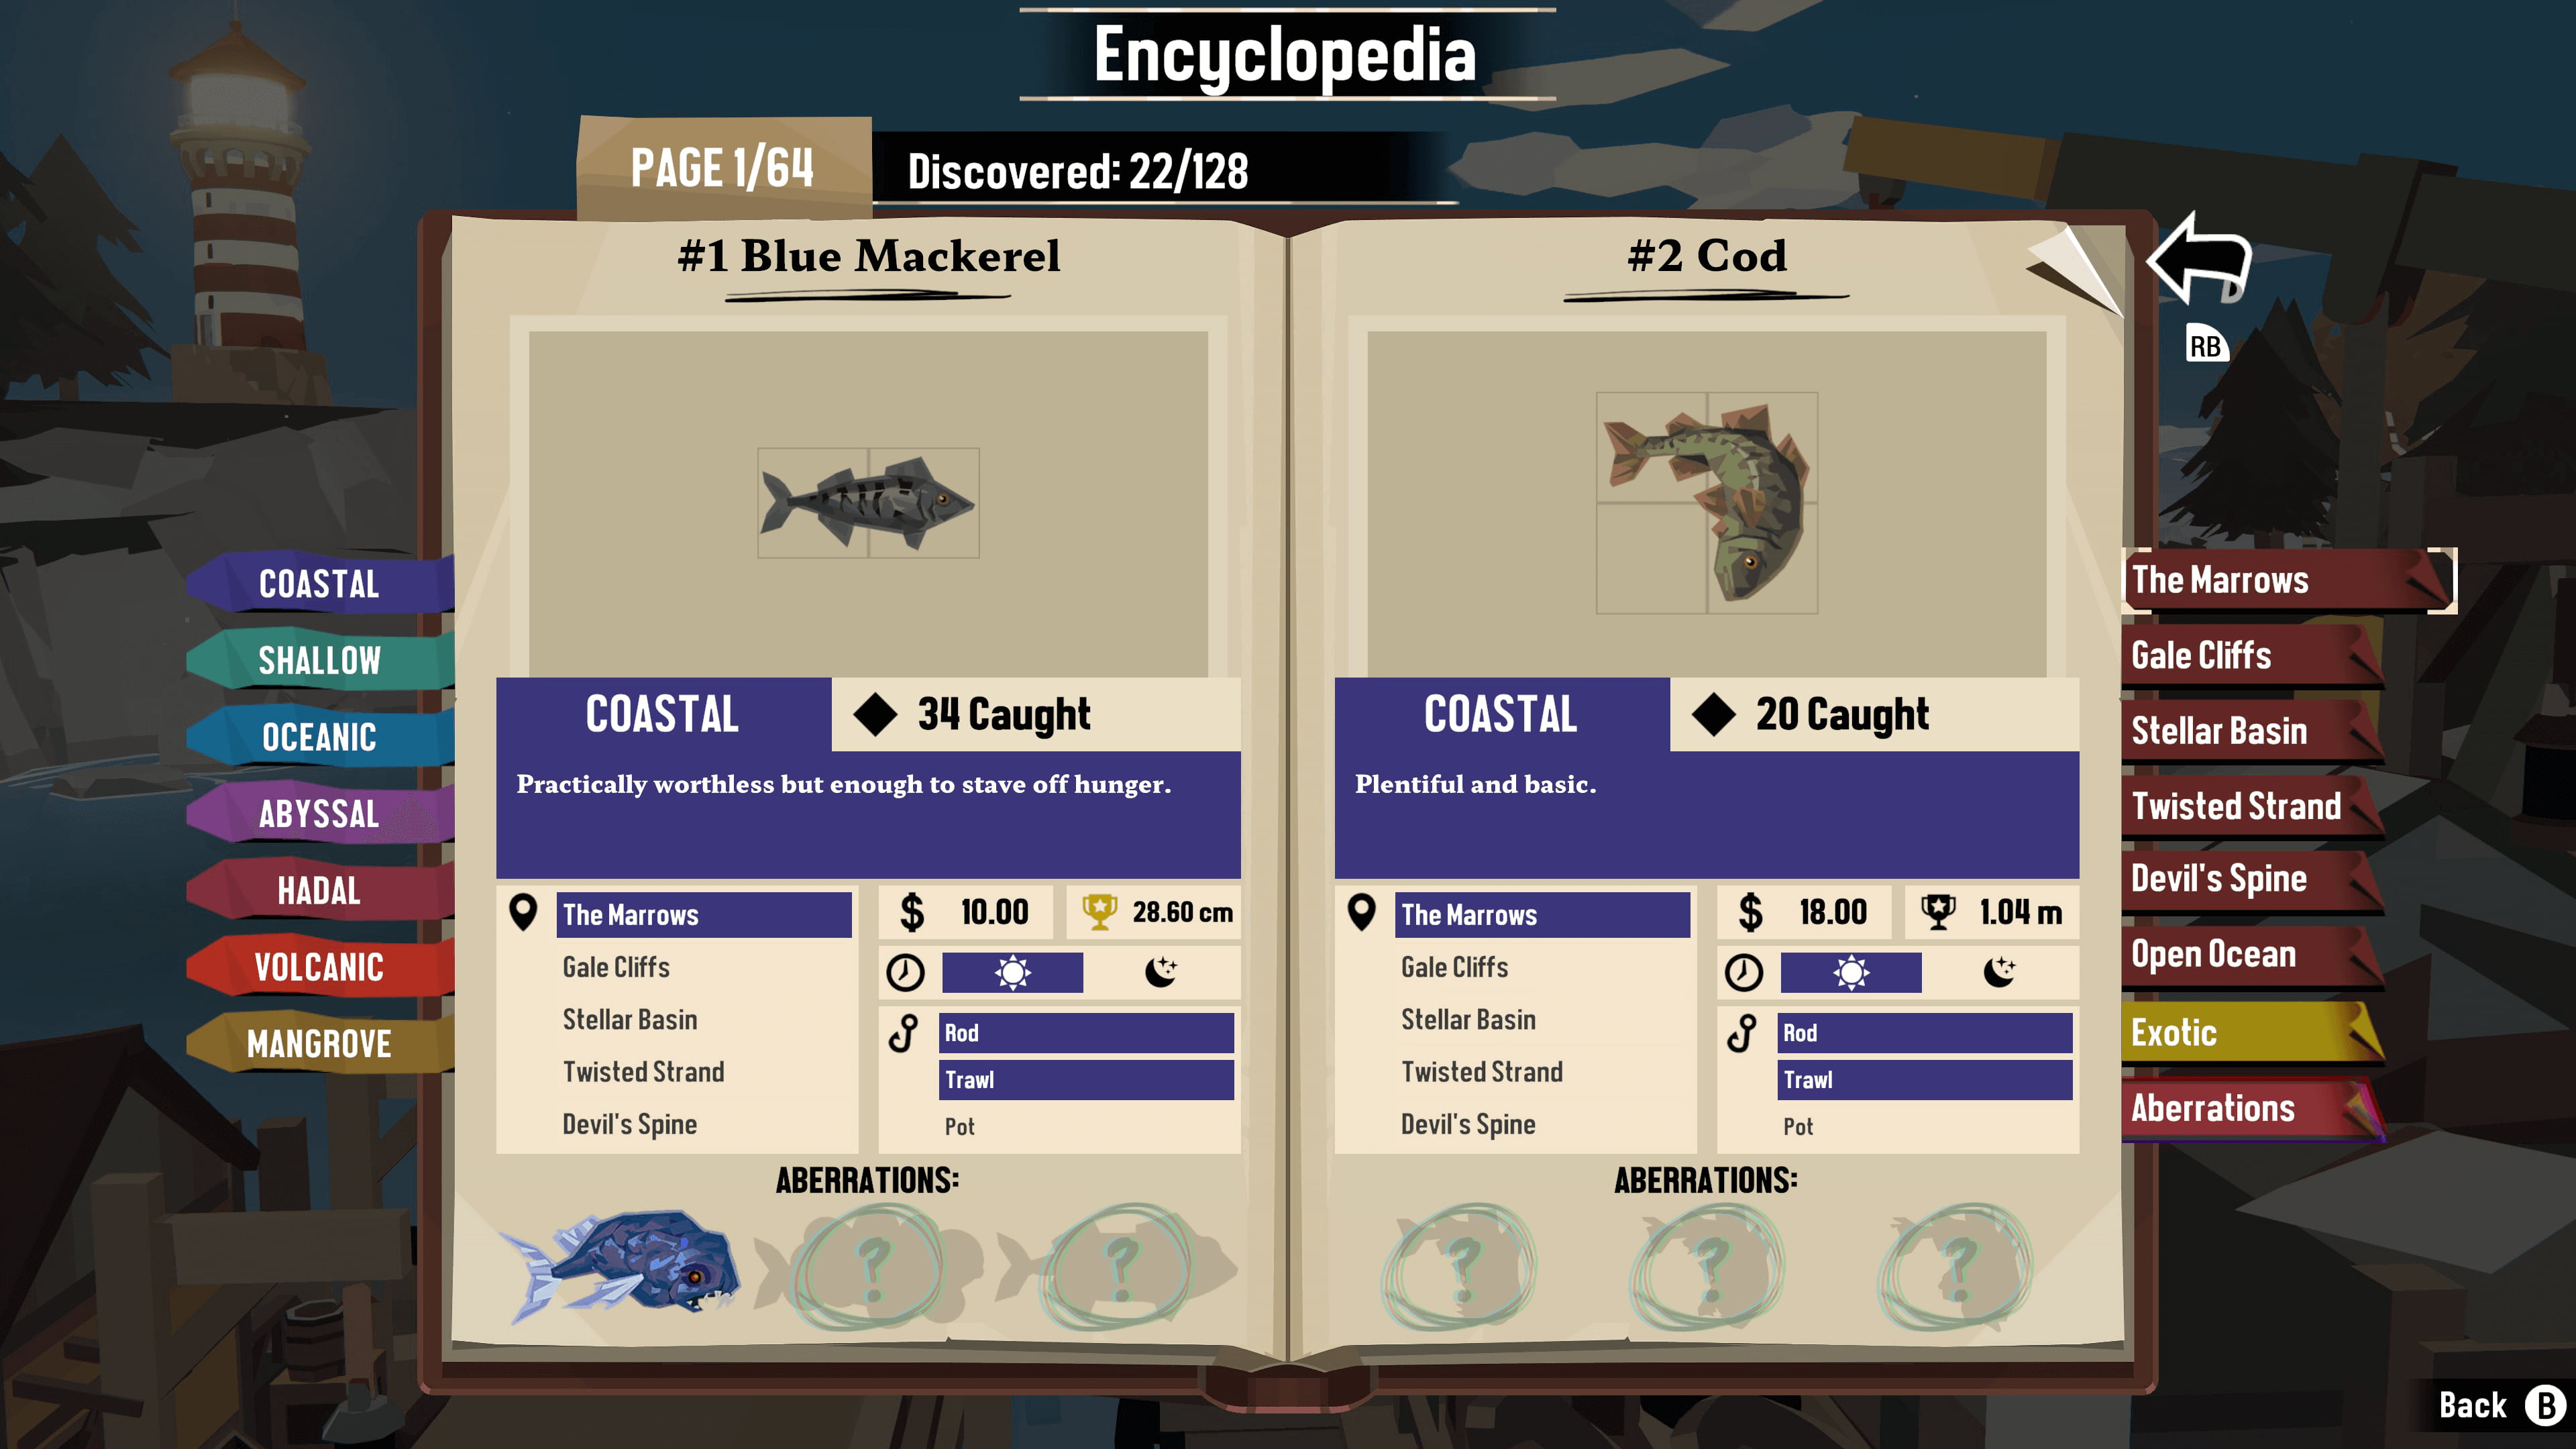 Encyclopedia
PAGE 1/64
Discovered: 22/128
#1 Blue Mackerel
COASTAL
34 Caught
Practically worthless but enough to stave off hunger.
The Marrows
Gale Cliffs
Stellar Basin
Twisted Strand
Devil's Spine
$ 10.00
28.60 cm
Rod
Trawl
Pot
ABERRATIONS:
? ?
#2 Cod
COASTAL
20 Caught
Plentiful and basic.
The Marrows
Gale Cliffs
Stellar Basin
Twisted Strand
Devil's Spine
$ 18.00
1.04 m
Rod
Trawl
Pot
ABERRATIONS:
? ? ?
COASTAL
SHALLOW
OCEANIC
ABYSSAL
HADAL
VOLCANIC
MANGROVE
RB
The Marrows
Gale Cliffs
Stellar Basin
Twisted Strand
Devil's Spine
Open Ocean
Exotic
Aberrations
Back B